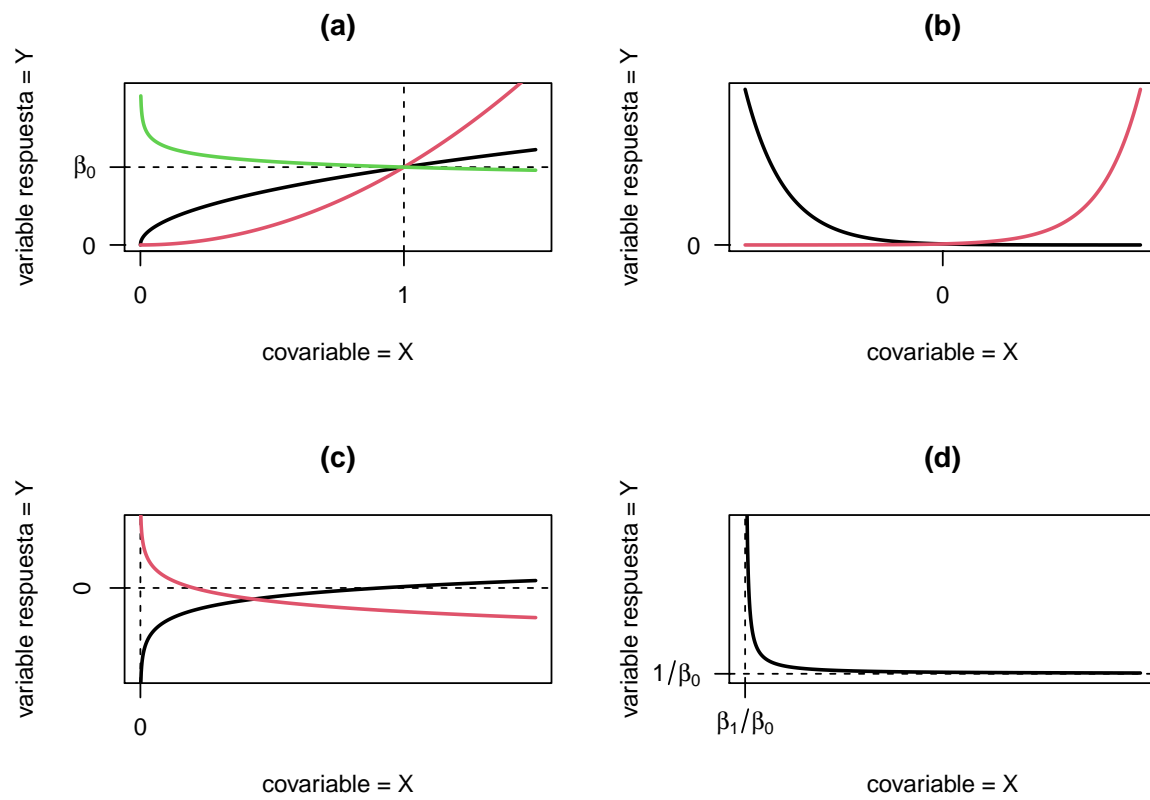 (a)
variable respuesta = Y
β₀
0
0
1
covariable = X
(b)
variable respuesta = Y
0
0
covariable = X
(c)
variable respuesta = Y
0
0
covariable = X
(d)
variable respuesta = Y
1/β₀
β₁/β₀
covariable = X